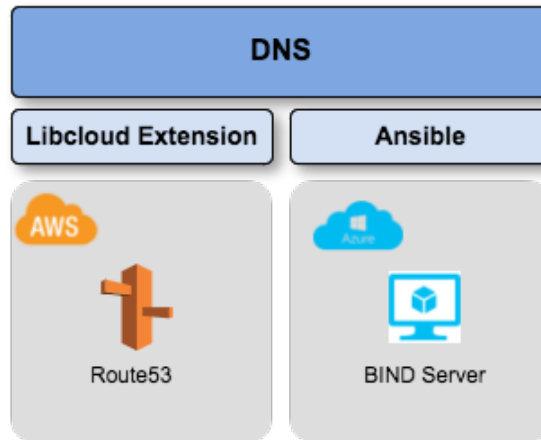 DNS
Libcloud Extension
Ansible
AWS
Azure
Route53
BIND Server